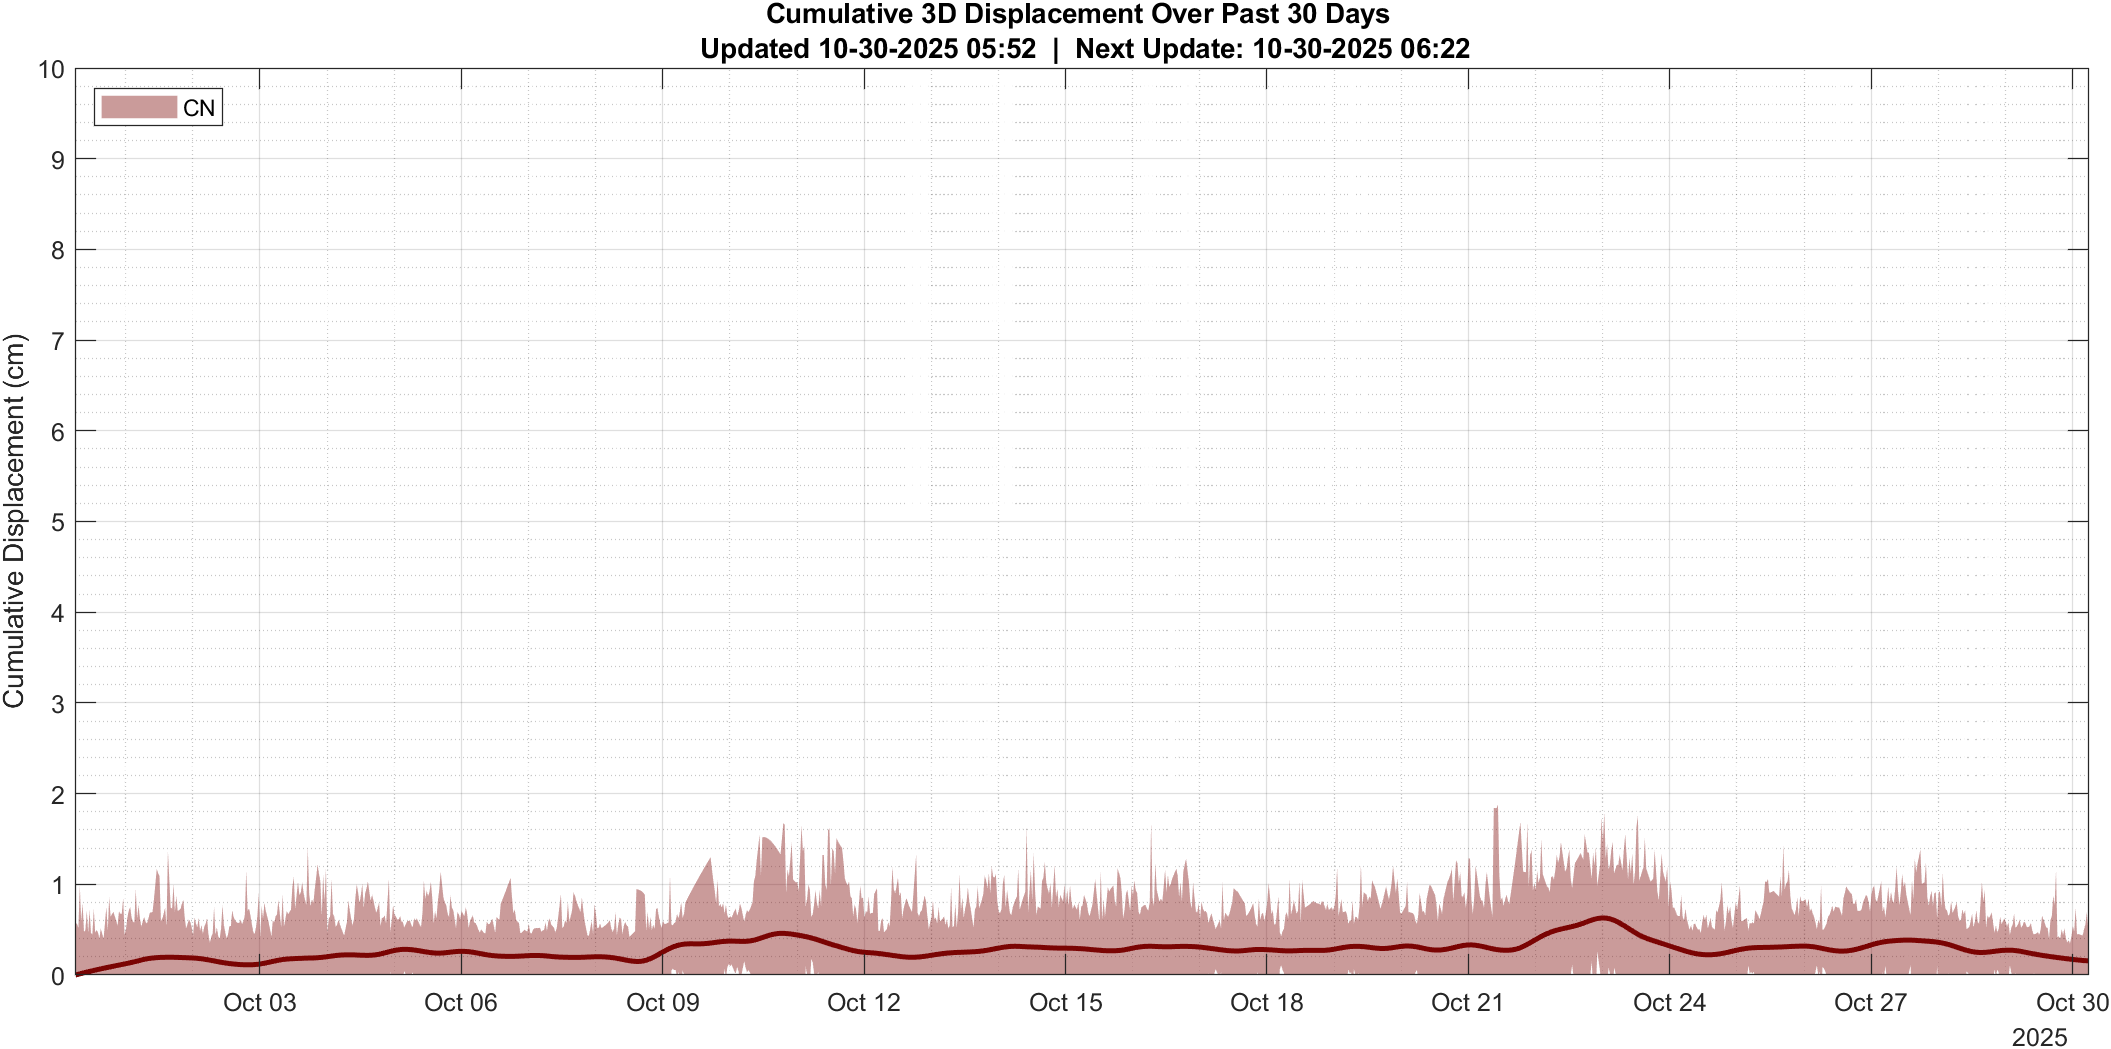 Cumulative 3D Displacement Over Past 30 Days
Updated 10-30-2025 05:52 | Next Update: 10-30-2025 06:22
CN
Cumulative Displacement (cm)
10
9
8
7
6
5
4
3
2
1
0
Oct 03 Oct 06 Oct 09 Oct 12 Oct 15 Oct 18 Oct 21 Oct 24 Oct 27 Oct 30
2025